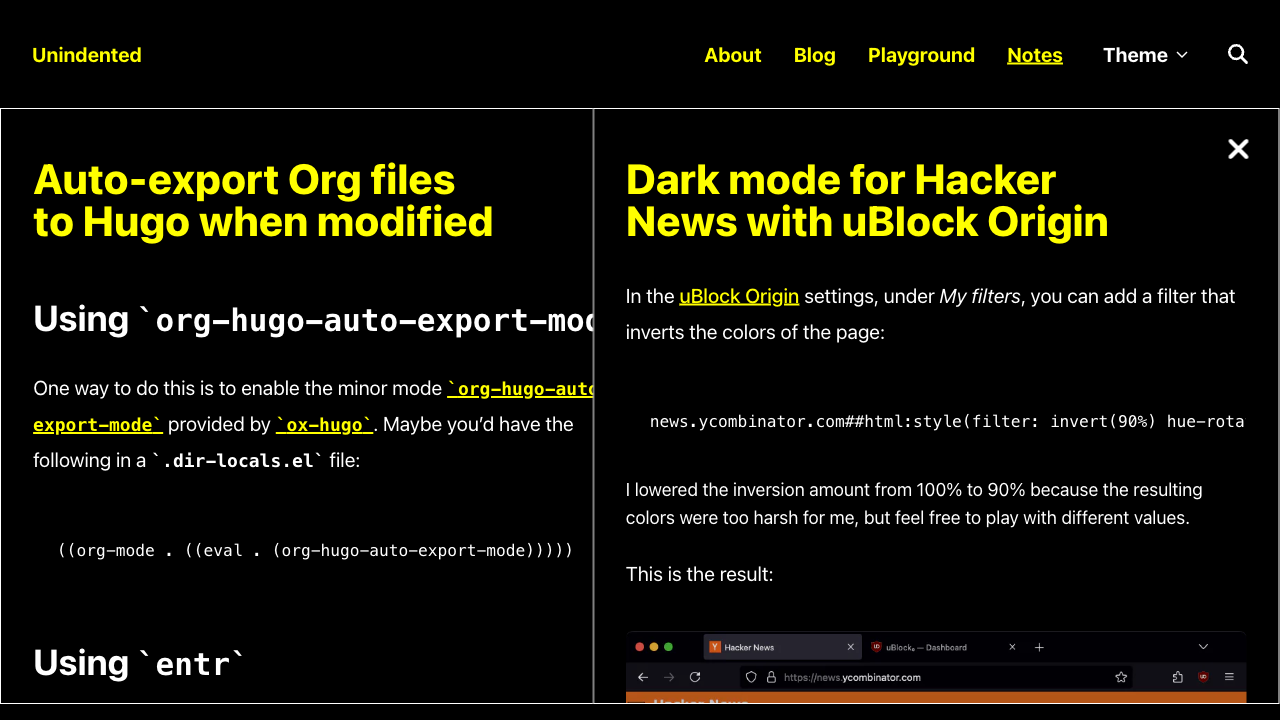 Unindented
About Blog Playground Notes Theme
Auto-export Org files
to Hugo when modified
Using `org-hugo-auto-export-mod
One way to do this is to enable the minor mode `org-hugo-auto
export-mode` provided by `ox-hugo`. Maybe you’d have the
following in a `.dir-locals.el` file:
((org-mode . ((eval . (org-hugo-auto-export-mode)))))
Using `entr`
Dark mode for Hacker
News with uBlock Origin
In the uBlock Origin settings, under My filters, you can add a filter that
inverts the colors of the page:
news.ycombinator.com##html:style(filter: invert(90%) hue-rota
I lowered the inversion amount from 100% to 90% because the resulting
colors were too harsh for me, but feel free to play with different values.
This is the result:
Hacker News
uBlock₀ — Dashboard
https://news.ycombinator.com
Hacker News